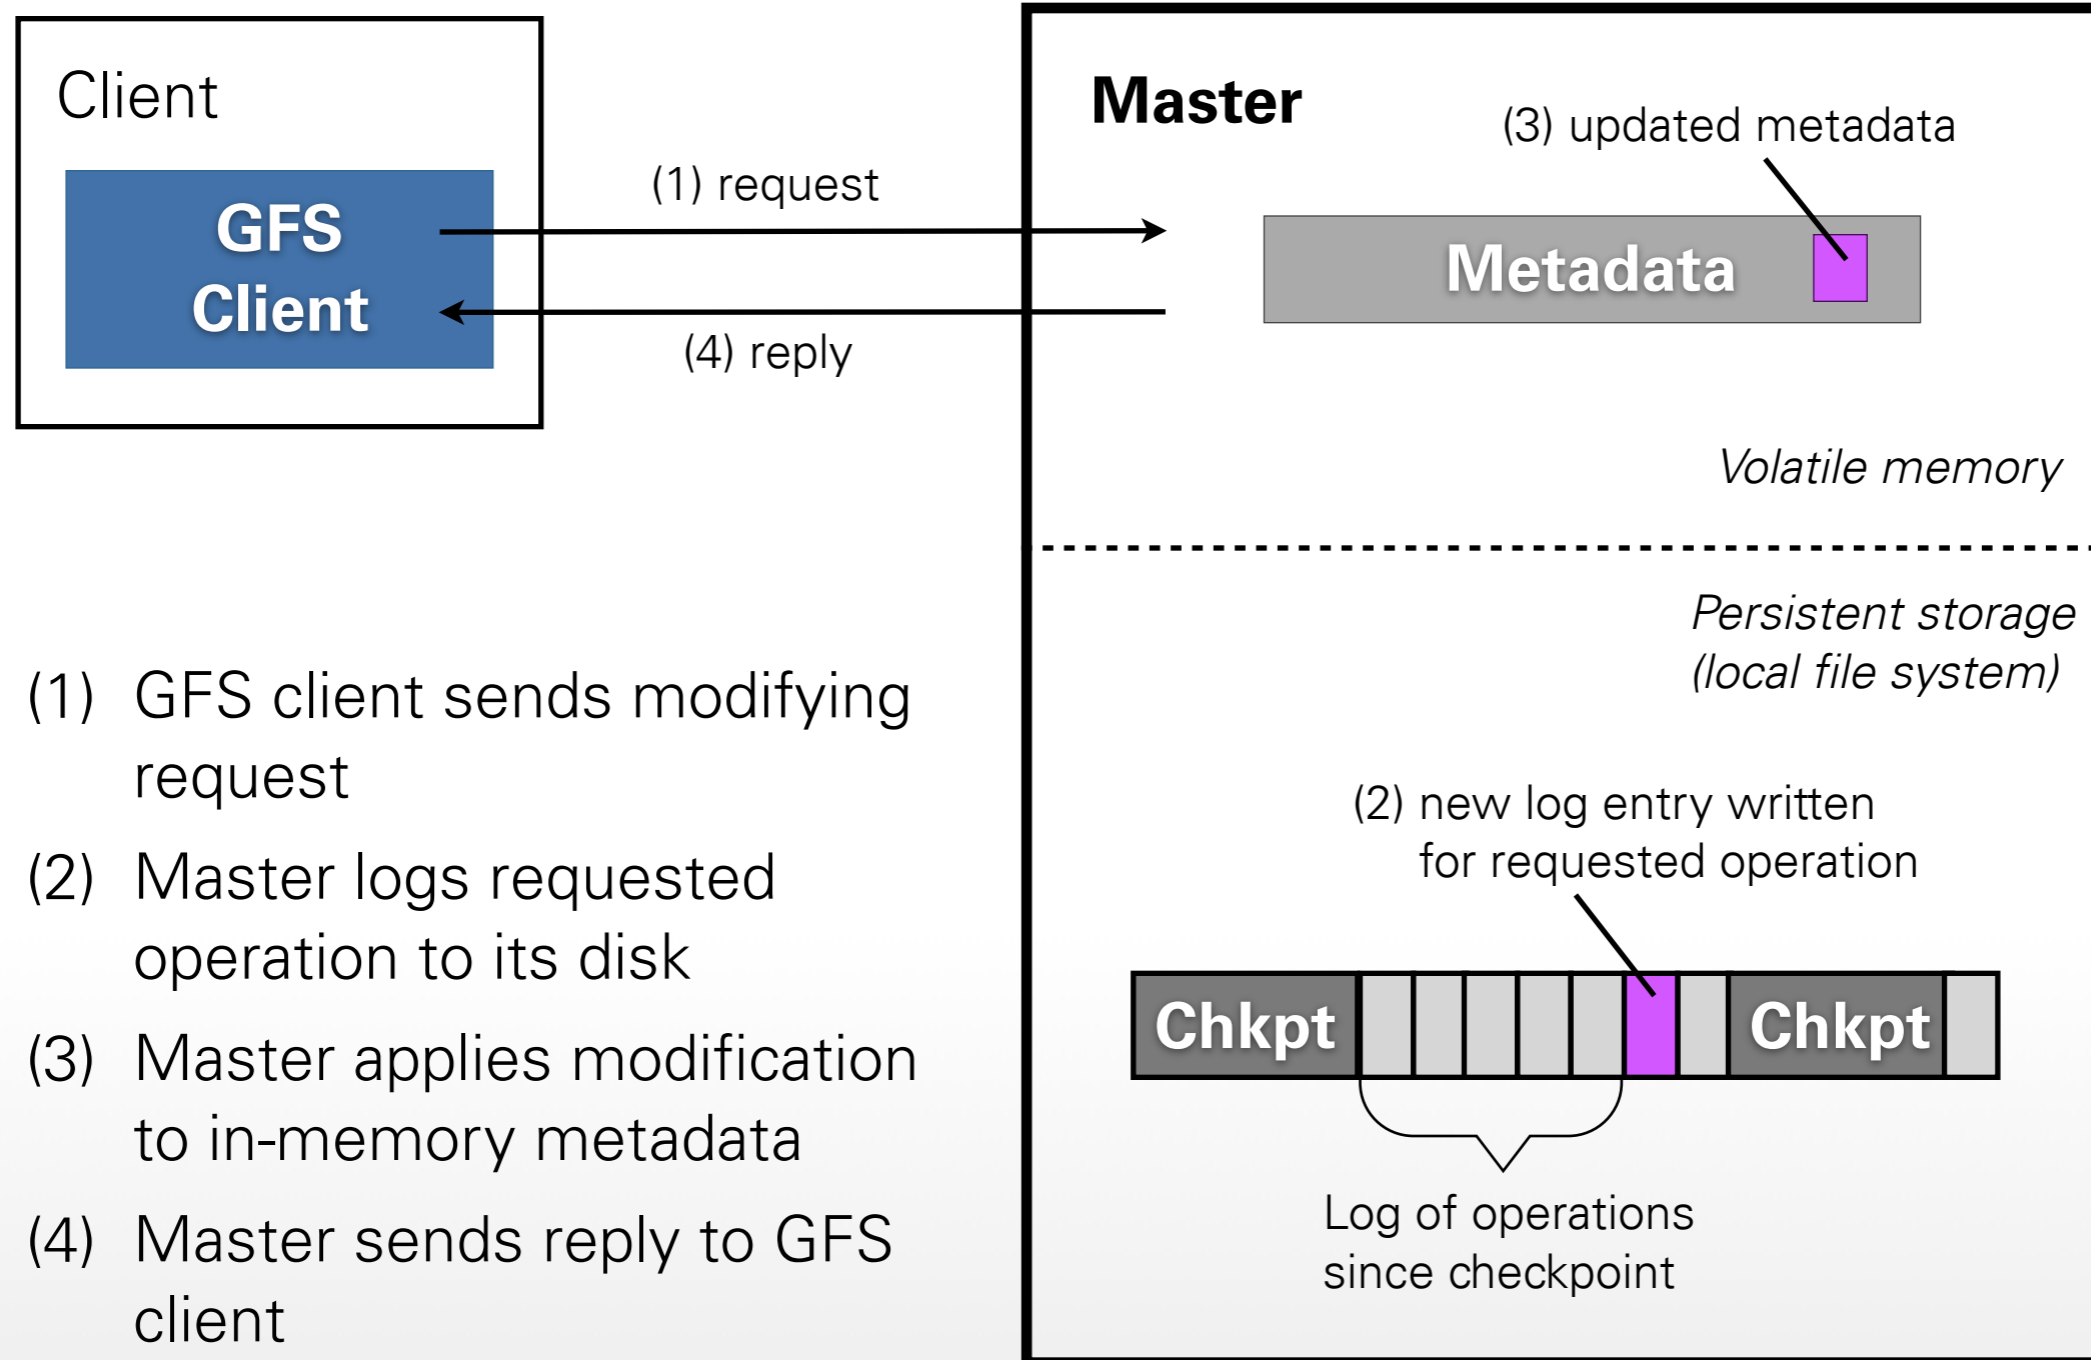 Client
GFS
Client
(1) request
(4) reply
Master
(3) updated metadata
Metadata
Volatile memory
Persistent storage
(local file system)
(2) new log entry written
for requested operation
Chkpt
Chkpt
Log of operations
since checkpoint
(1) GFS client sends modifying
request
(2) Master logs requested
operation to its disk
(3) Master applies modification
to in-memory metadata
(4) Master sends reply to GFS
client